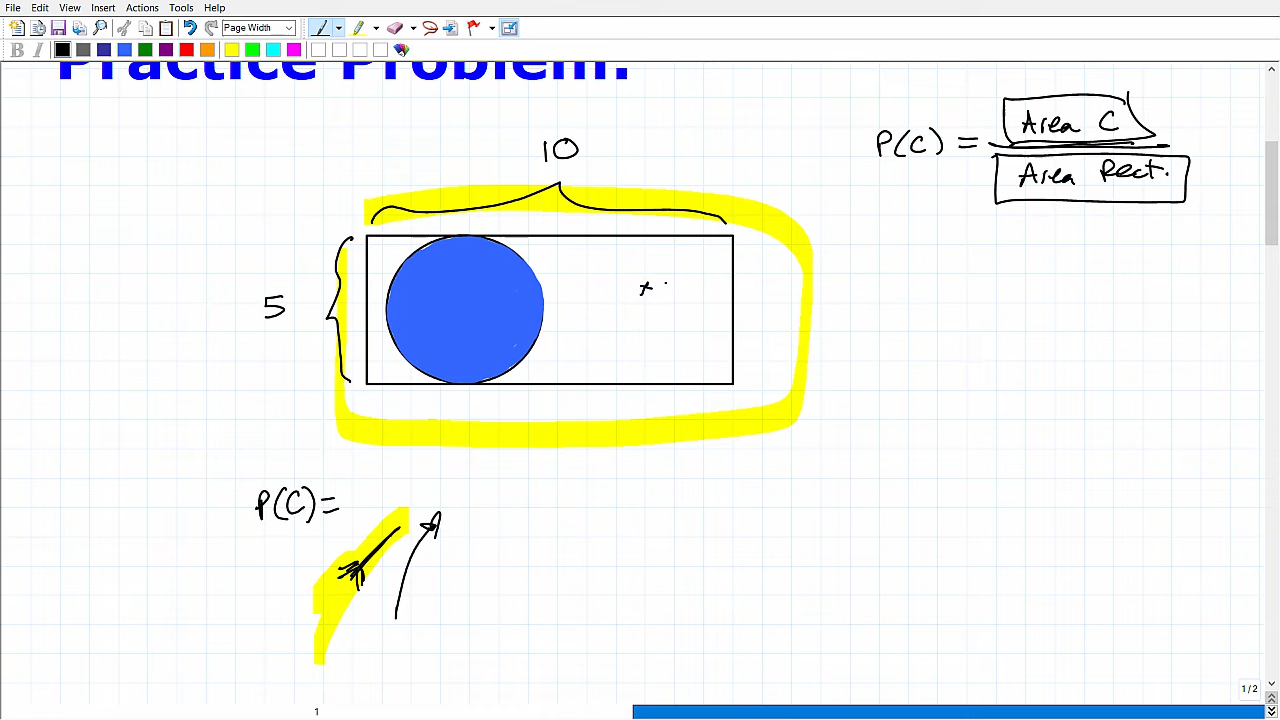 File Edit View Insert Actions Tools Help
Page Width
B I
Practice Problem:
10
P(C) = Area C
Area Rect.
5
P(C)=
1/2
1